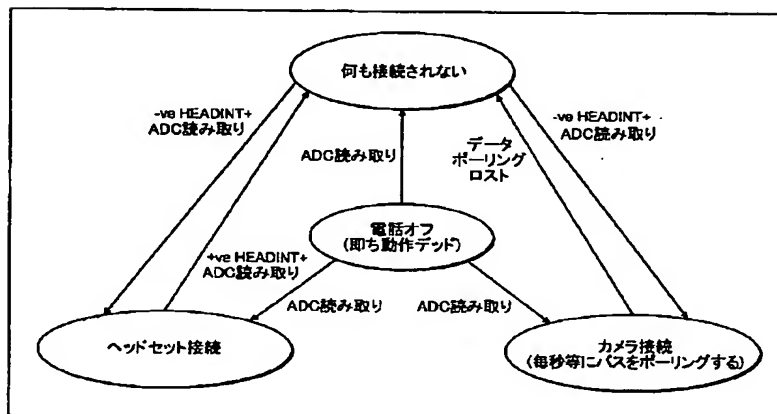 何も接続されない
-ve HEADINT+
ADC読み取り
-ve HEADINT+
ADC読み取り
ADC読み取り
データ
ポーリング
ロスト
電話オフ
(即ち動作デッド)
+ve HEADINT+
ADC読み取り
ADC読み取り
ADC読み取り
ヘッドセット接続
カメラ接続
(毎秒等にバスをポーリングする)